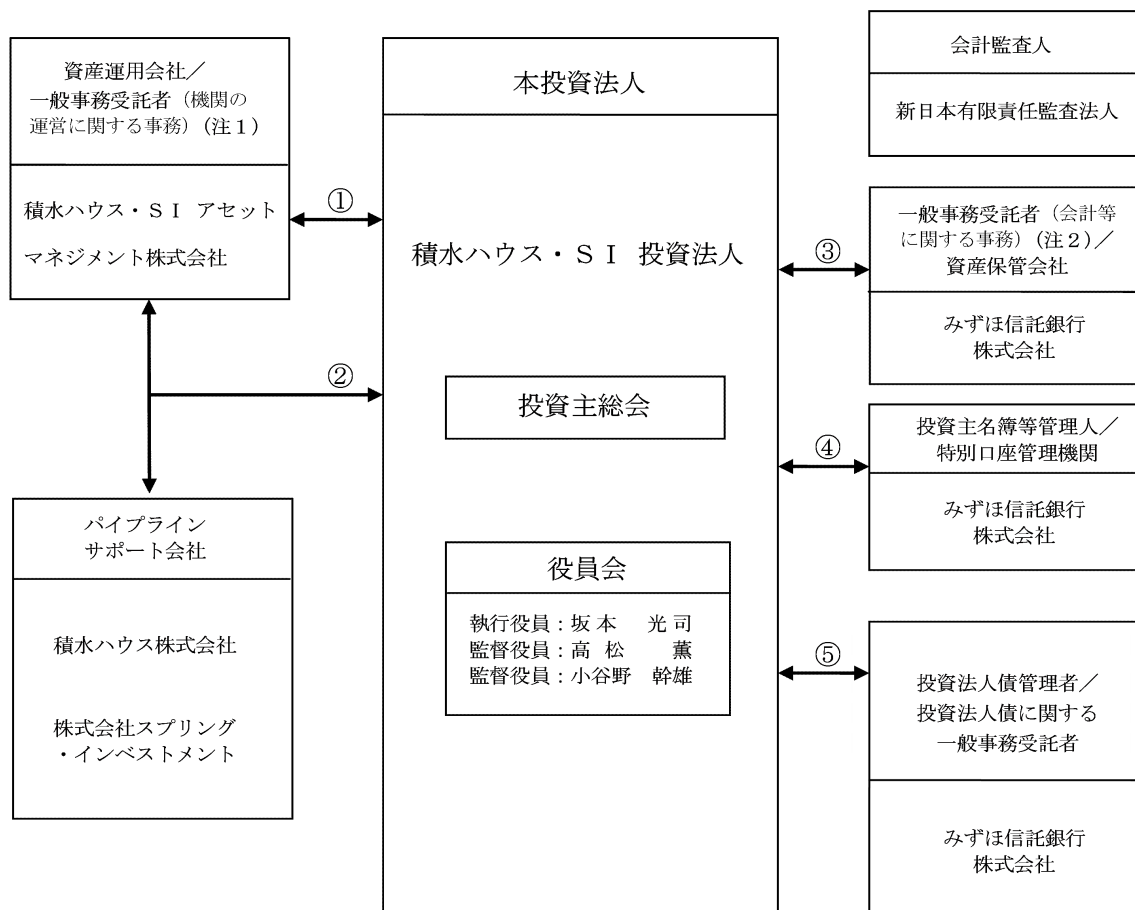 資産運用会社／
一般事務受託者（機関の
運営に関する事務）（注１）
積水ハウス・ＳＩ アセット
マネジメント株式会社
①
②
パイプライン
サポート会社
積水ハウス株式会社
株式会社スプリング
・インベストメント
本投資法人
積水ハウス・ＳＩ 投資法人
投資主総会
役員会
執行役員：坂本 光司
監督役員：高松 薫
監督役員：小谷野 幹雄
会計監査人
新日本有限責任監査法人
③
一般事務受託者（会計等
に関する事務）（注２）／
資産保管会社
みずほ信託銀行
株式会社
④
投資主名簿等管理人／
特別口座管理機関
みずほ信託銀行
株式会社
⑤
投資法人債管理者／
投資法人債に関する
一般事務受託者
みずほ信託銀行
株式会社